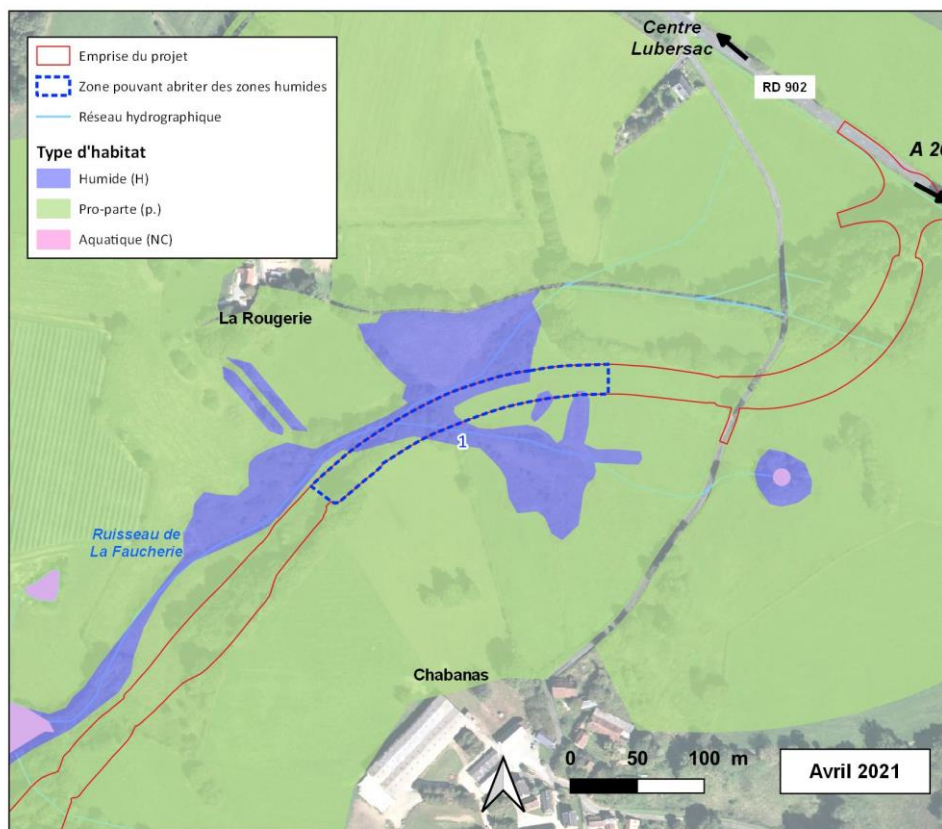 Emprise du projet
Zone pouvant abriter des zones humides
Réseau hydrographique
Type d'habitat
Humide (H)
Pro-parte (p.)
Aquatique (NC)
Centre
Lubersac
RD 902
A 20
La Rougerie
1
Ruisseau de
La Faucherie
Chabanas
0 50 100 m
Avril 2021